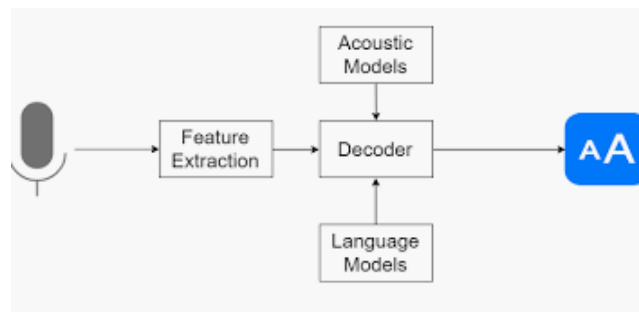 Acoustic
Models
Feature
Extraction
Decoder
AA
Language
Models